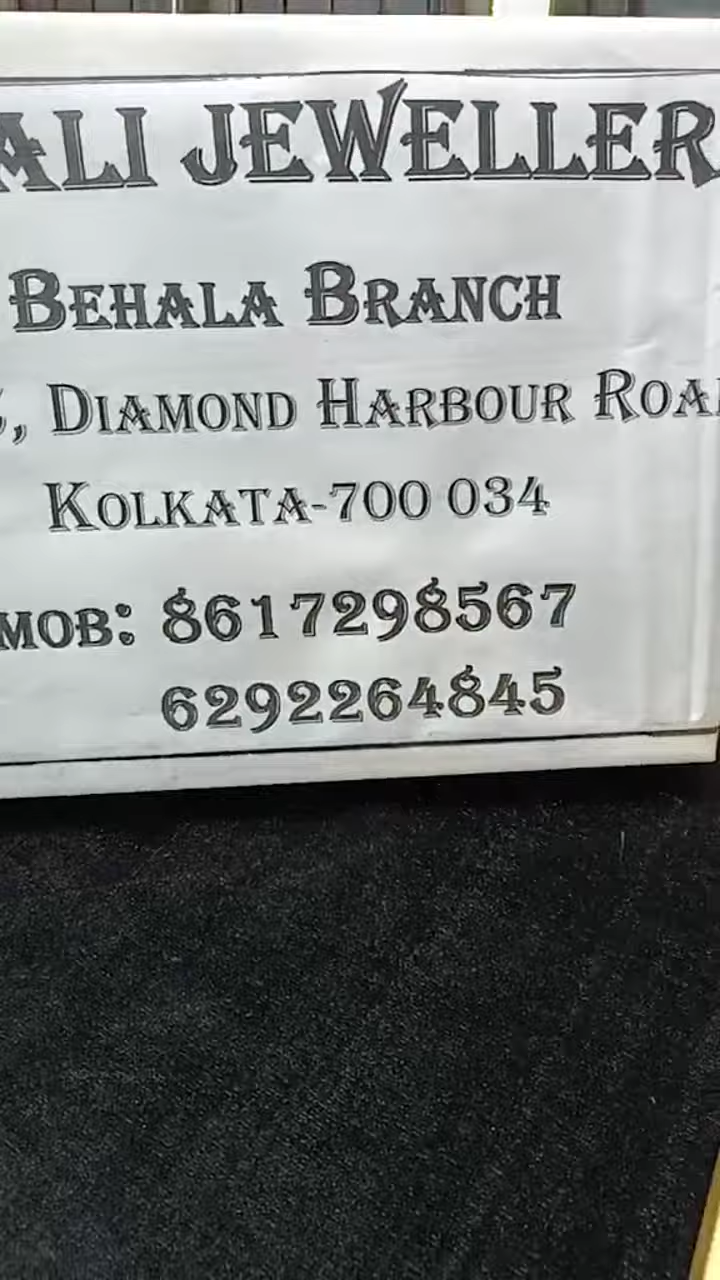 ALI JEWELLER
BEHALA BRANCH
, DIAMOND HARBOUR ROA
KOLKATA-700 034
MOB: 8617298567
6292264845